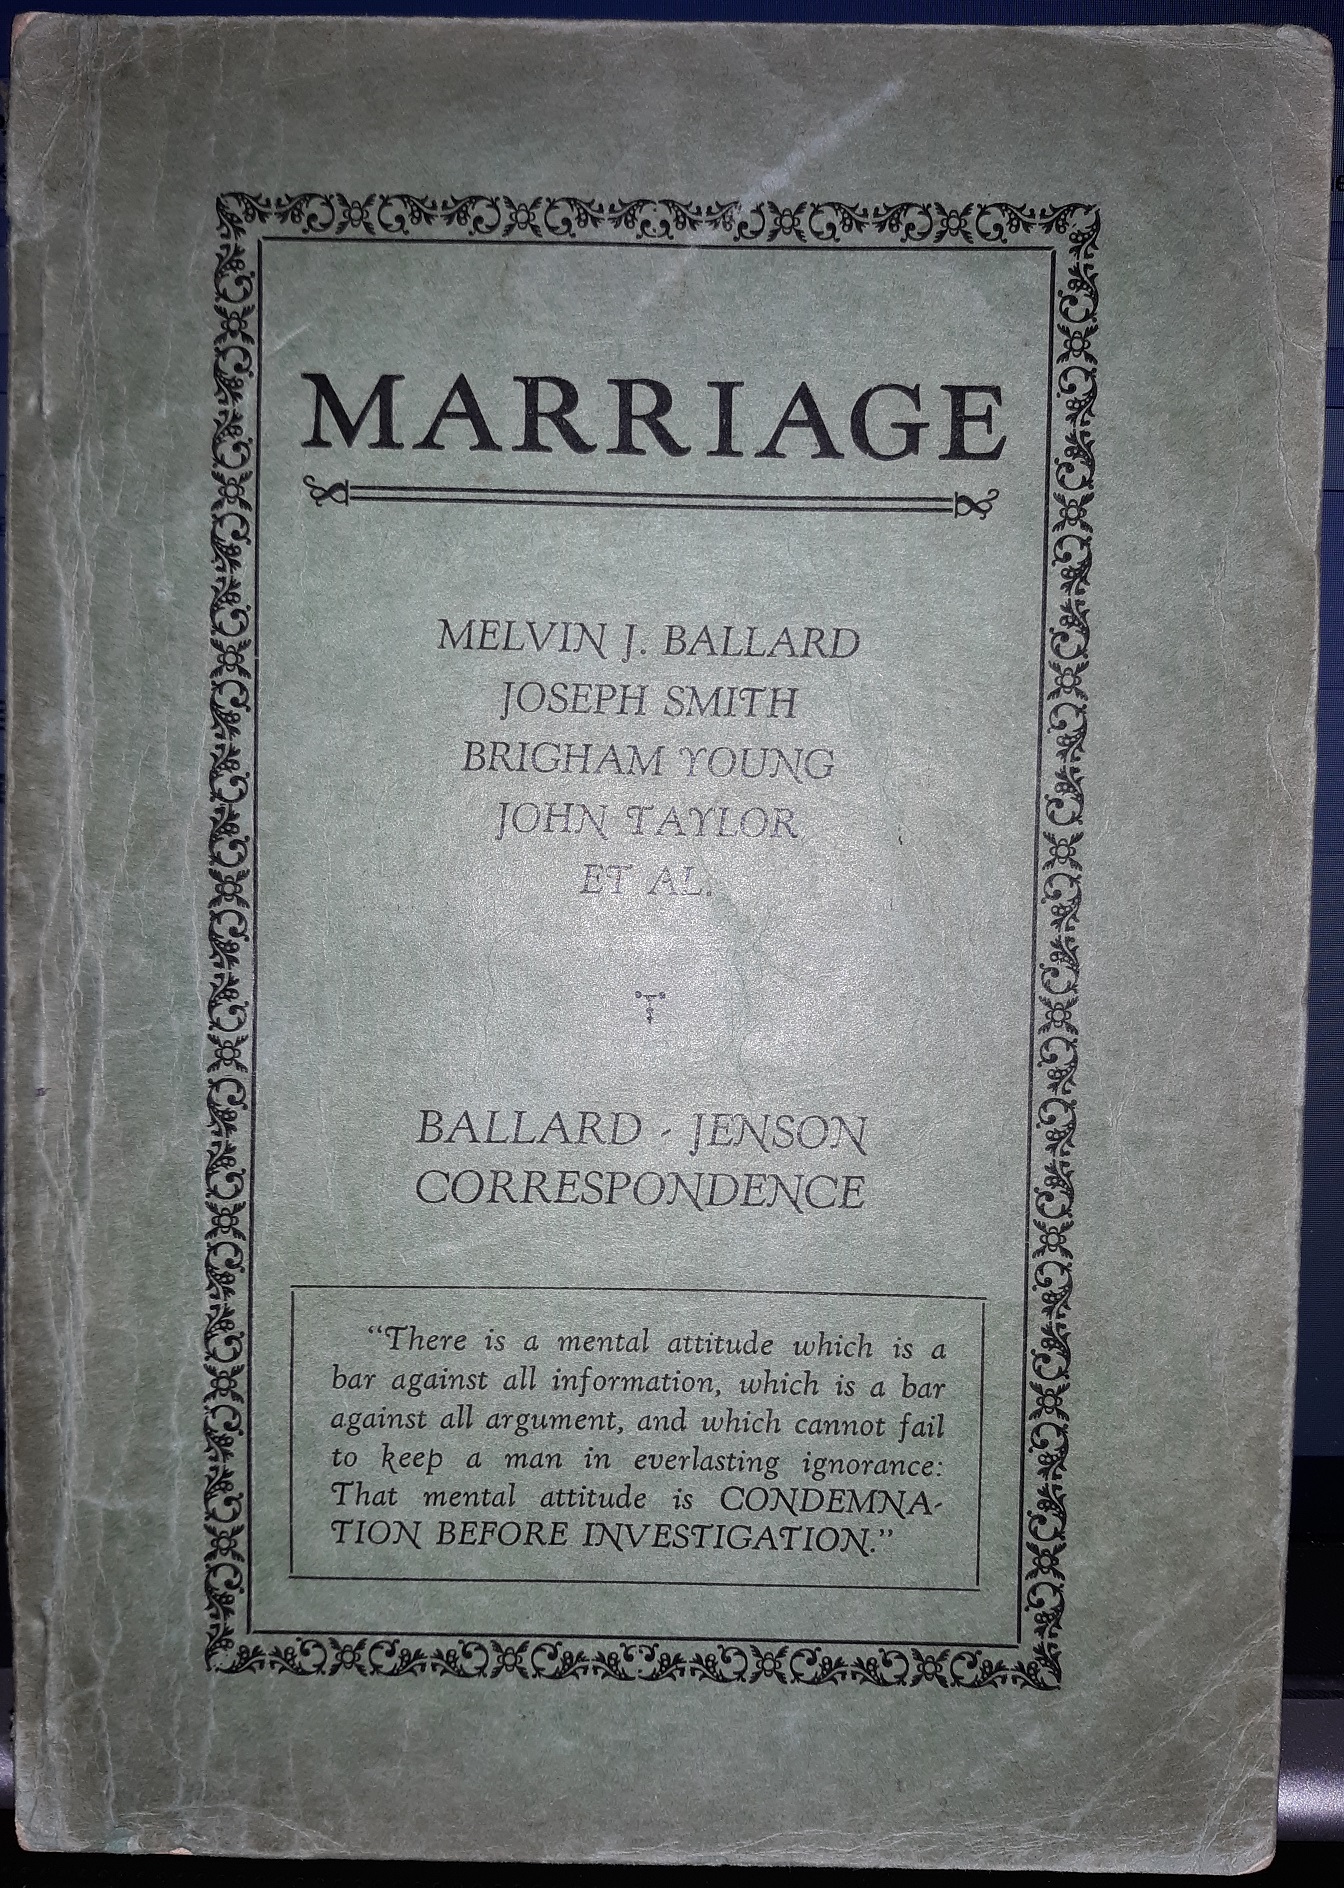 MARRIAGE
MELVIN J. BALLARD
JOSEPH SMITH
BRIGHAM YOUNG
JOHN TAYLOR
ET AL.
BALLARD - JENSON
CORRESPONDENCE
“There is a mental attitude which is a
bar against all information, which is a bar
against all argument, and which cannot fail
to keep a man in everlasting ignorance:
That mental attitude is CONDEMNA-
TION BEFORE INVESTIGATION.”